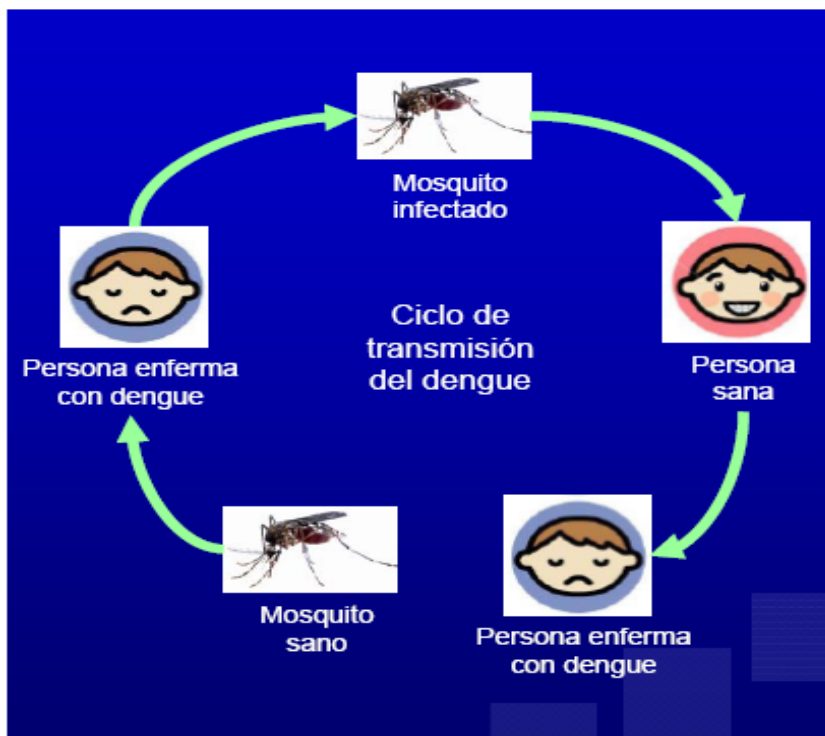 Mosquito
infectado
Ciclo de
transmisión
del dengue
Persona enferma
con dengue
Persona
sana
Mosquito
sano
Persona enferma
con dengue